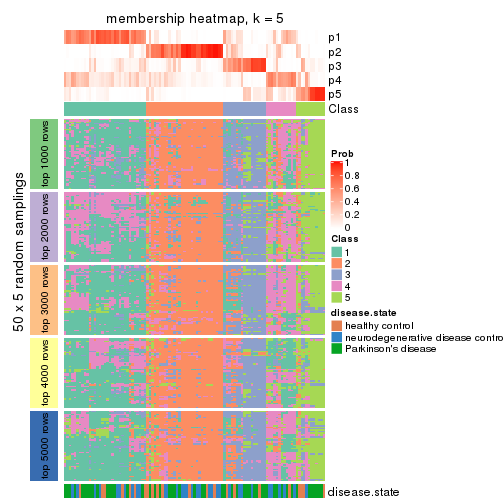 membership heatmap, k = 5
p1
p2
p3
p4
p5
Class
50 x 5 random samplings
top 1000 rows
top 2000 rows
top 3000 rows
top 4000 rows
top 5000 rows
disease.state
Prob
1
0.8
0.6
0.4
0.2
0
Class
1
2
3
4
5
disease.state
healthy control
neurodegenerative disease contro
Parkinson's disease